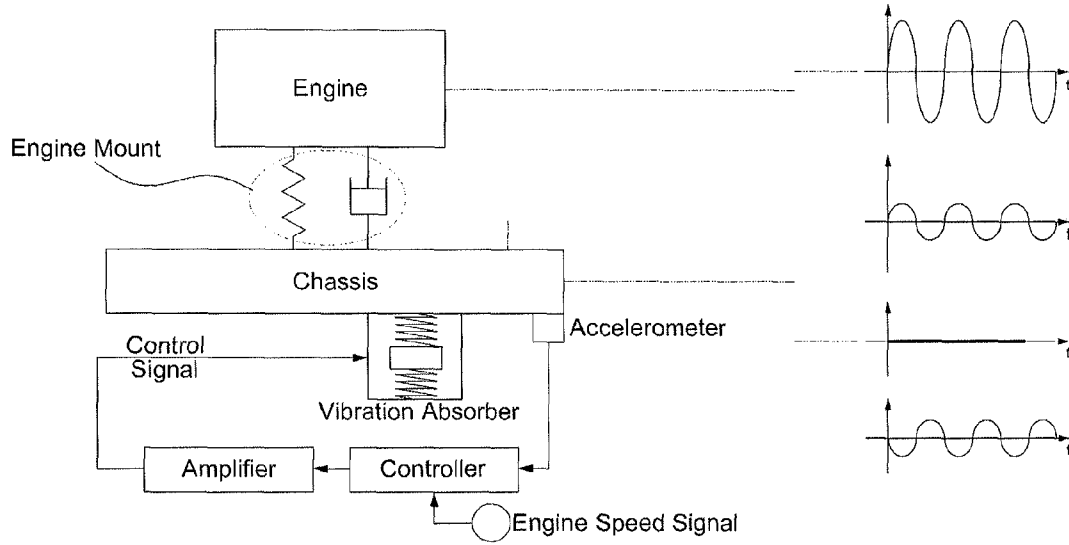 Engine
t
Engine Mount
t
Chassis
Accelerometer
t
Control
Signal
Vibration Absorber
t
Amplifier
Controller
Engine Speed Signal